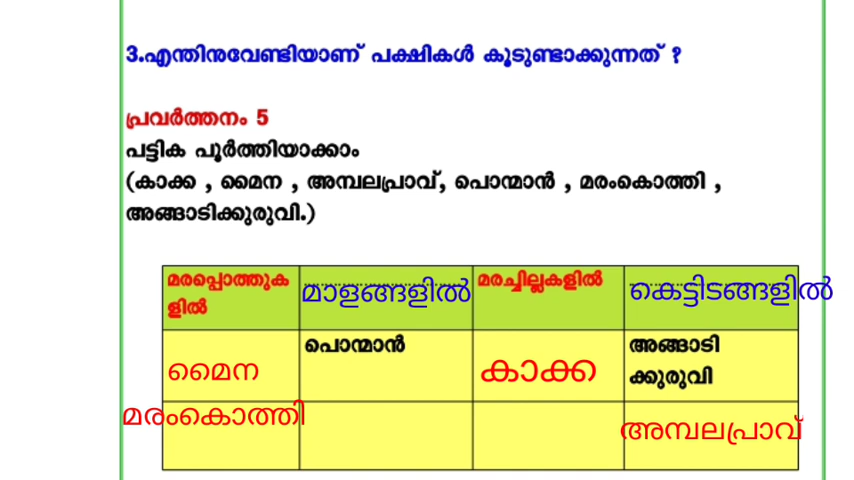 3.എന്തിനുവേണ്ടിയാണ് പക്ഷികൾ കൂടുണ്ടാക്കുന്നത് ?
പ്രവർത്തനം 5
പട്ടിക പൂർത്തിയാക്കാം
(കാക്ക , മൈന , അമ്പലപ്രാവ്, പൊന്മാൻ , മരംകൊത്തി ,
അങ്ങാടിക്കുരുവി.)
മരപ്പൊത്തുക
ളിൽ
മാളങ്ങളിൽ
മരച്ചില്ലകളിൽ
കെട്ടിടങ്ങളിൽ
മൈന
പൊന്മാൻ
കാക്ക
അങ്ങാടി
ക്കുരുവി
മരംകൊത്തി
അമ്പലപ്രാവ്